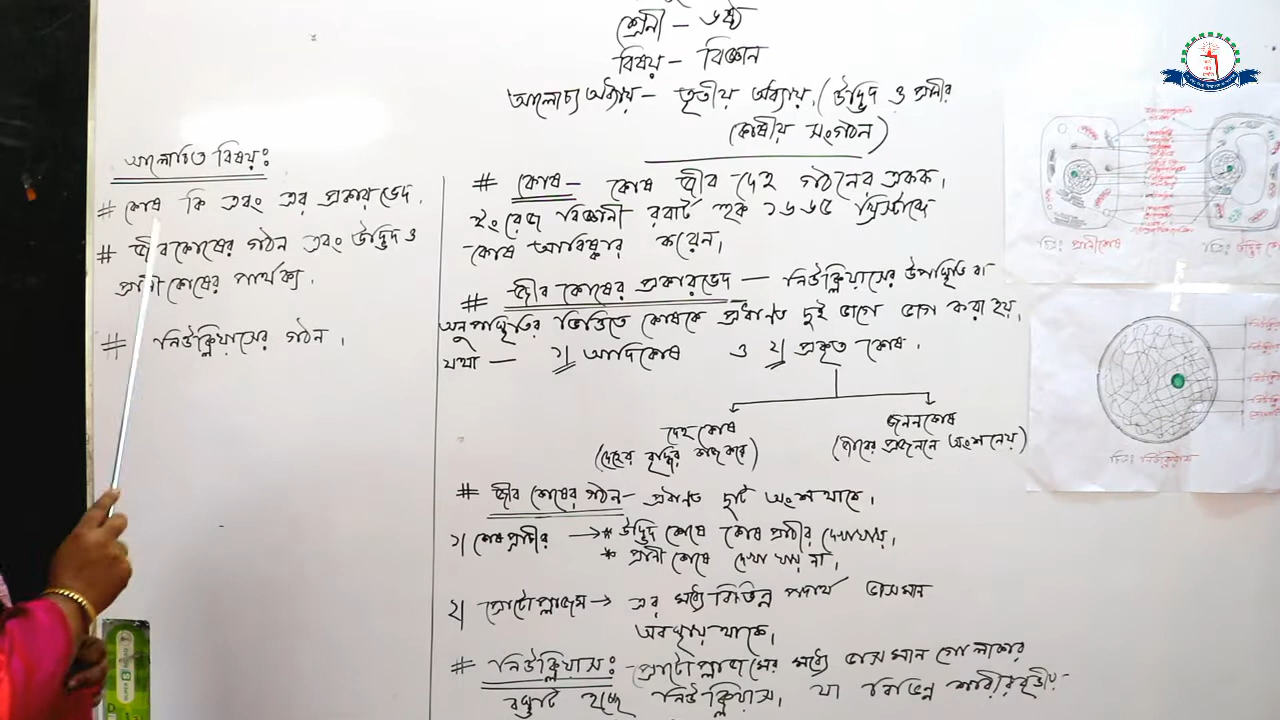 শ্রেনী – ৬ষ্ঠ
বিষয় – বিজ্ঞান
আলোচ্য অধ্যায় – তৃতীয় অধ্যায়, (উদ্ভিদ ও প্রানীর
কোষীয় সংগঠন)
আলোচিত বিষয়ঃ
# কোষ কি এবং এর প্রকারভেদ.
# জীবকোষের গঠন এবং উদ্ভিদ ও
প্রানীকোষের পার্থক্য.
# নিউক্লিয়াসের গঠন.
# কোষ – কোষ জীব দেহ গঠনের একক.
ইংরেজ বিজ্ঞানী রবার্ট হুক ১৬৬৫ খ্রিস্টাব্দে
কোষ আবিষ্কার করেন।
# জীব কোষের প্রকারভেদ — নিউক্লিয়াসের উপস্থিতি বা
অনুপস্থিতির ভিত্তিতে কোষকে প্রধানত দুই ভাগে ভাগ করা হয়.
যথা — ১) আদিকোষ ও ২) প্রকৃত কোষ.
দেহ কোষ
(দেহের বৃদ্ধির কাজ করে)
জননকোষ
(জীবের প্রজননে অংশ নেয়)
# জীব কোষের গঠন – প্রধানত দুটি অংশ থাকে।
১) কোষপ্রাচীর → * উদ্ভিদ কোষে কোষ প্রাচীর দেখা যায়.
* প্রানী কোষে দেখা যায় না.
২) প্রোটোপ্লাজম → এর মধ্যে বিভিন্ন পদার্থ ভাসমান
অবস্থায় থাকে।
# নিউক্লিয়াসঃ – প্রোটোপ্লাজমের মধ্যে ভাসমান গোলাকার
বস্তুটি হচ্ছে নিউক্লিয়াস. যা বিভিন্ন শারীরবৃত্তীয়-
চিত্রঃ প্রানীকোষ
চিত্রঃ উদ্ভিদ
চিত্রঃ নিউক্লিয়াস